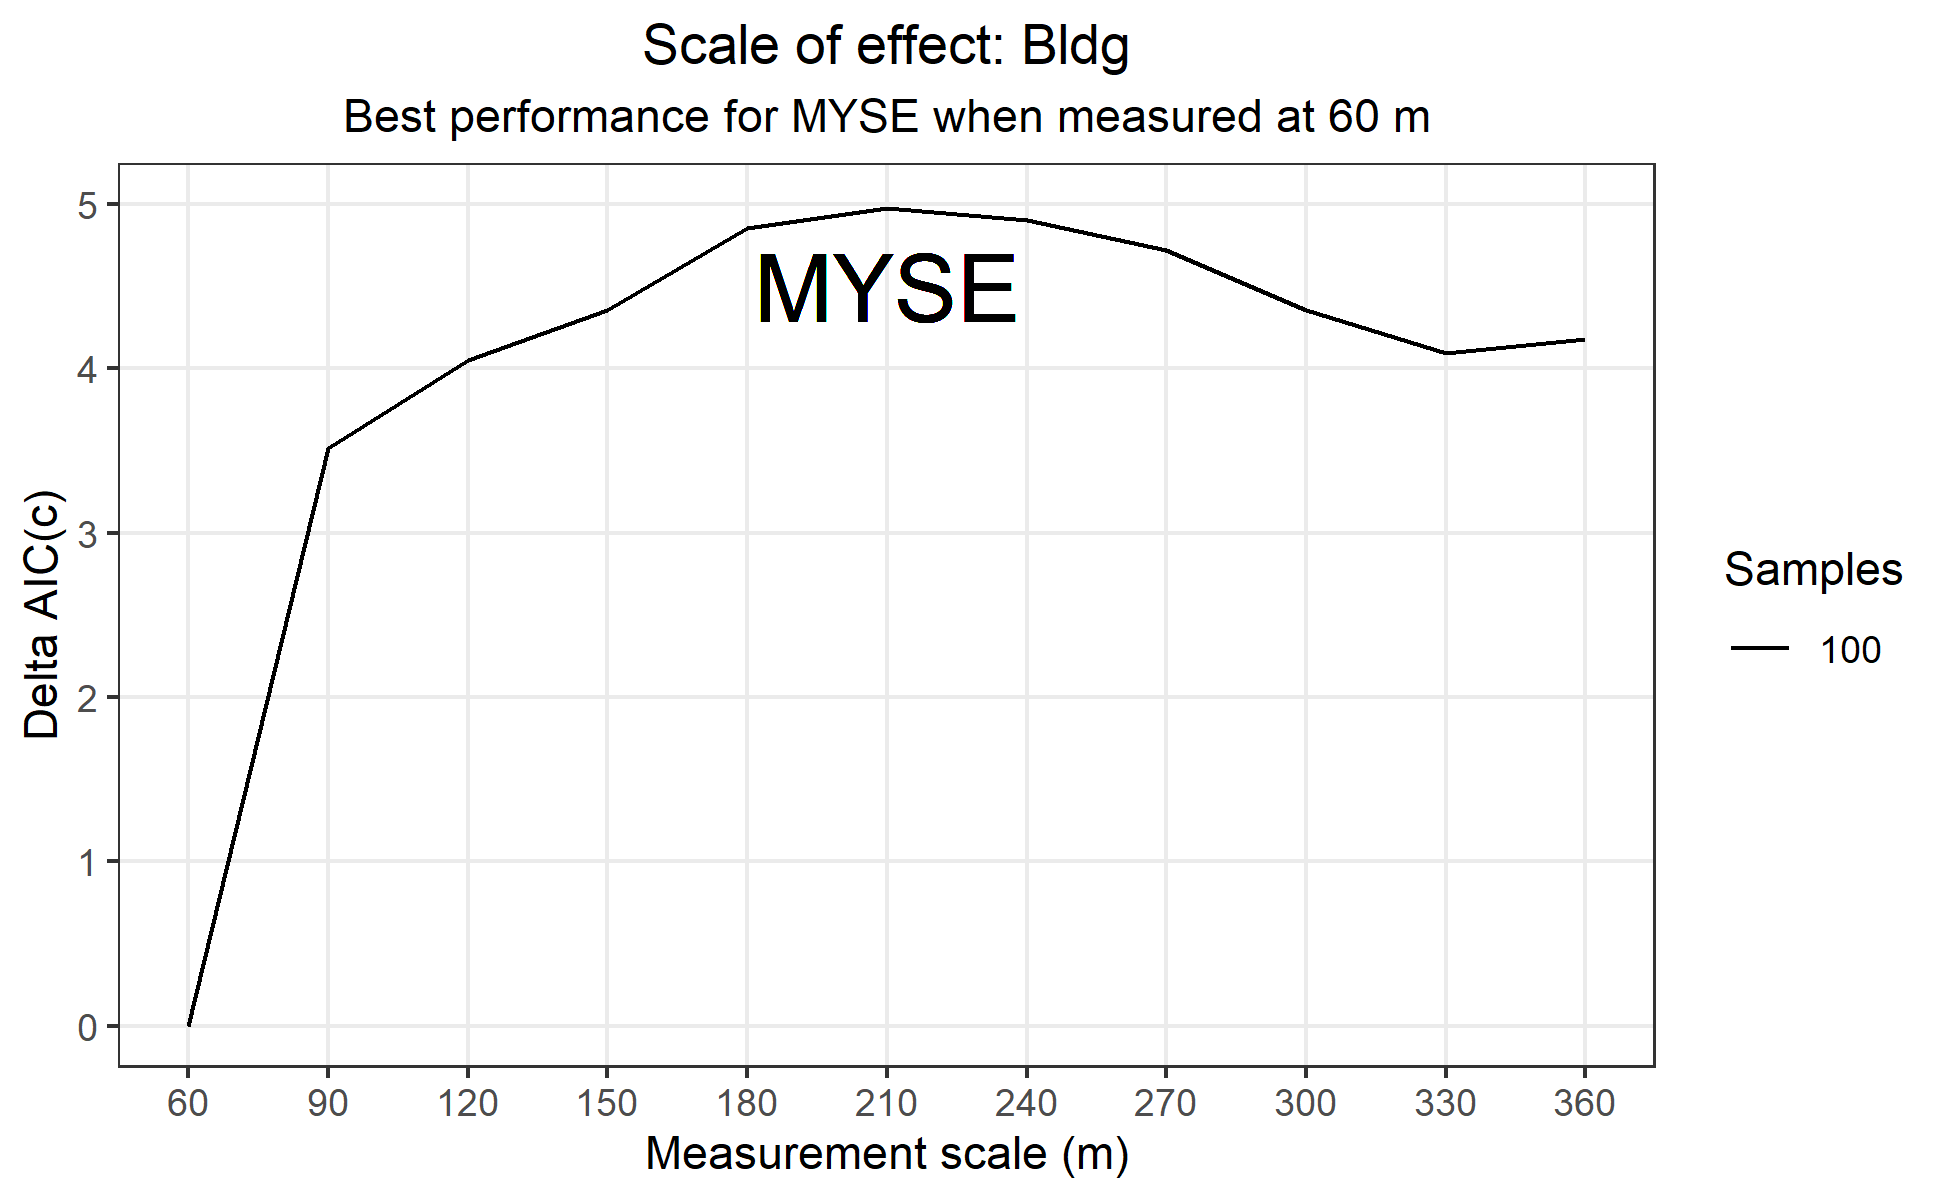 Scale of effect: Bldg
Best performance for MYSE when measured at 60 m
5
4
3
2
1
0
Delta AIC(c)
MYSE
60 90 120 150 180 210 240 270 300 330 360
Measurement scale (m)
Samples
100